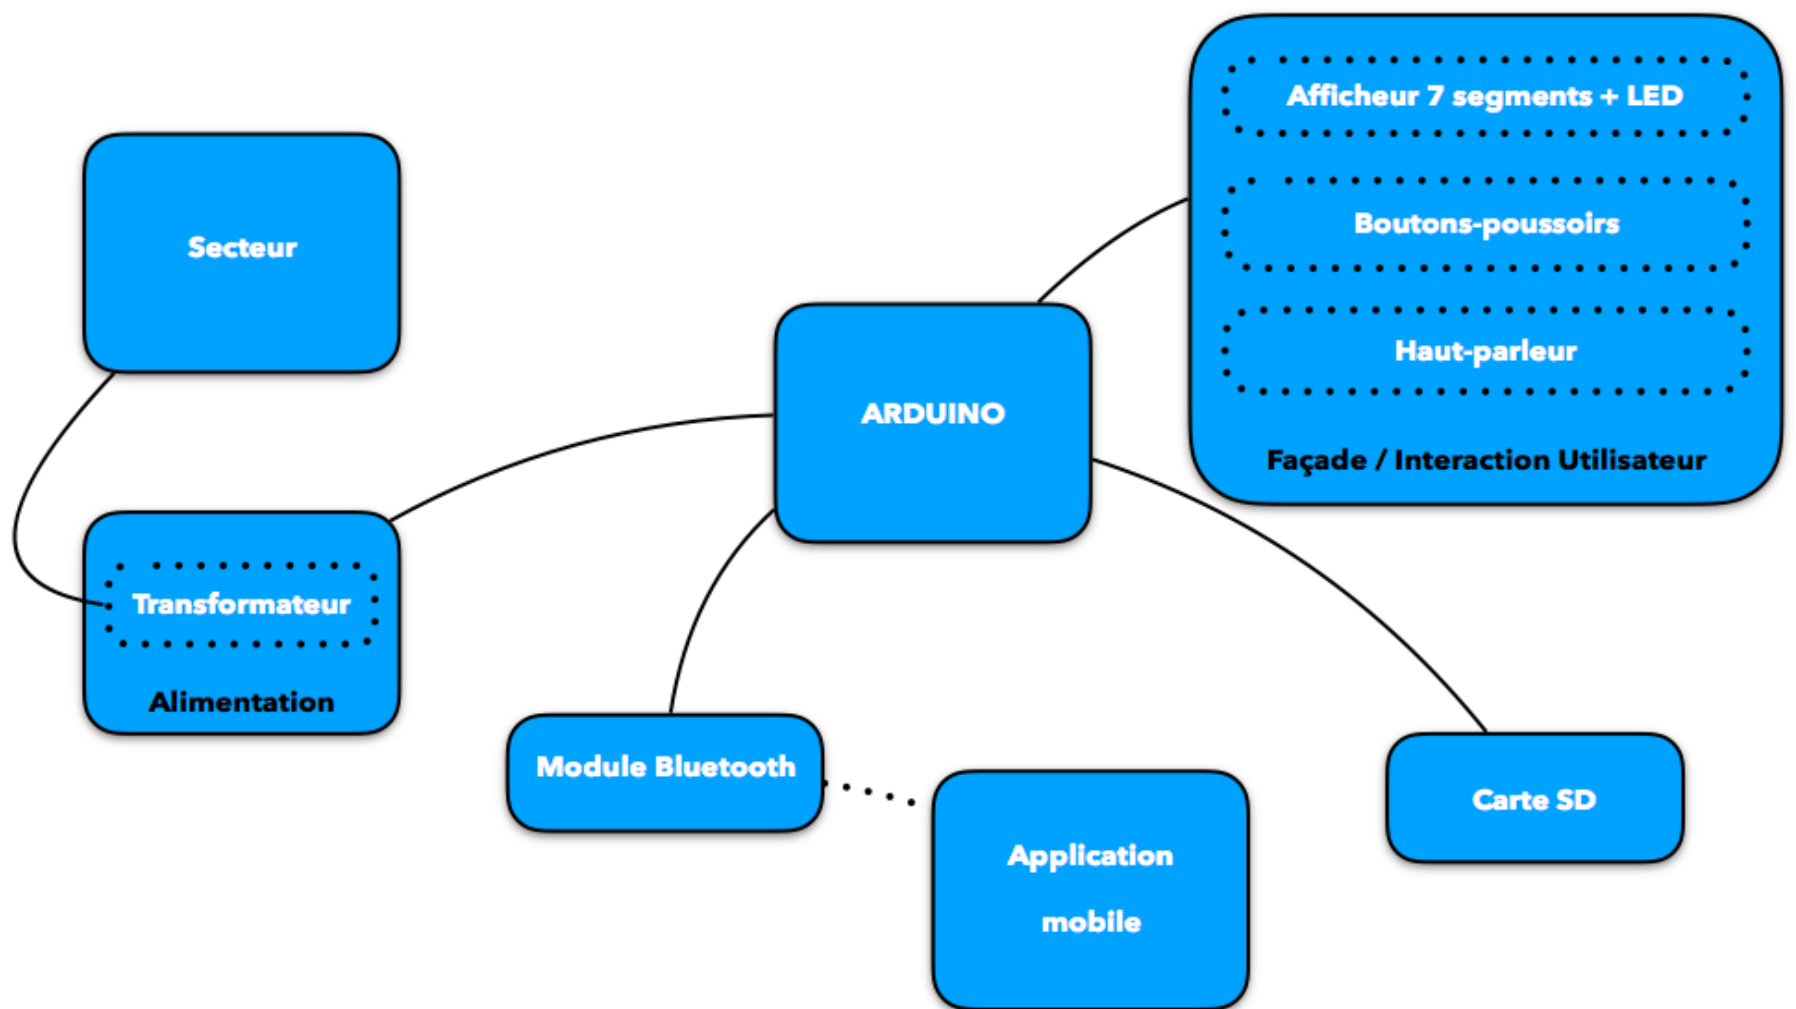 Afficheur 7 segments + LED
Boutons-poussoirs
Haut-parleur
Façade / Interaction Utilisateur
Secteur
ARDUINO
Transformateur
Alimentation
Module Bluetooth
Application
mobile
Carte SD